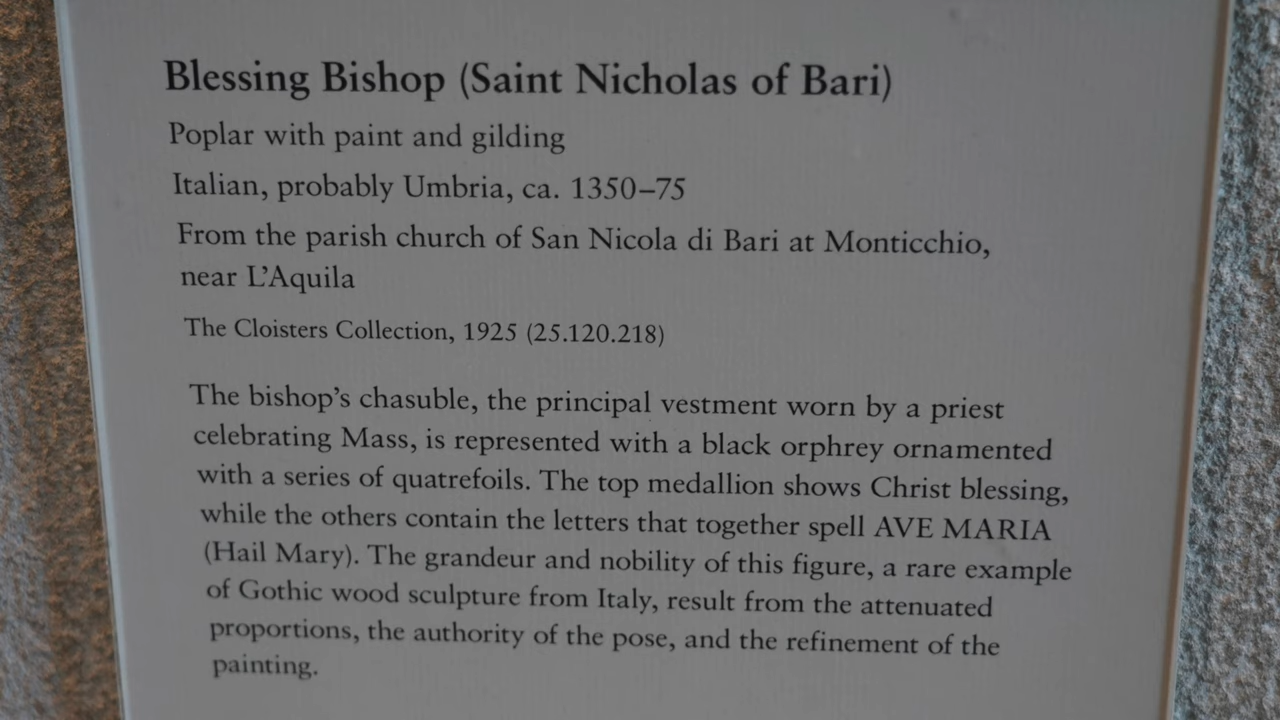 Blessing Bishop (Saint Nicholas of Bari)
Poplar with paint and gilding
Italian, probably Umbria, ca. 1350–75
From the parish church of San Nicola di Bari at Monticchio,
near L’Aquila
The Cloisters Collection, 1925 (25.120.218)
The bishop’s chasuble, the principal vestment worn by a priest
celebrating Mass, is represented with a black orphrey ornamented
with a series of quatrefoils. The top medallion shows Christ blessing,
while the others contain the letters that together spell AVE MARIA
(Hail Mary). The grandeur and nobility of this figure, a rare example
of Gothic wood sculpture from Italy, result from the attenuated
proportions, the authority of the pose, and the refinement of the
painting.